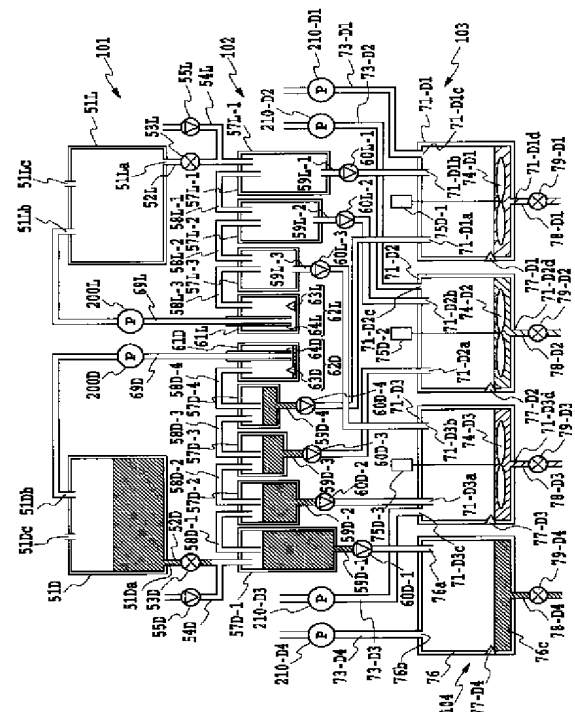 101
102
103
104
51Lc
51Lb
51L
55L
54L
53L
51La
52L
57L-1
210-D1
73-D1
210-D2
73-D2
200L
69L
58L-1
57L-1
58L-2
57L-2
58L-3
57L-3
59L-1
60L-1
59L-2
60L-2
59L-3
60L-3
71-D1
71-D1c
71-D1b
74-D1
71-D1d
79-D1
78-D1
75D-1
71-D1a
77-D1
61D
61L
63L
64L
62L
200D
69D
64D
63D
62D
71-D2
71-D2c
71-D2b
75D-2
74-D2
71-D2d
79-D2
78-D2
71-D2a
77-D2
58D-4
57D-4
58D-3
57D-3
58D-2
57D-2
58D-1
59D-4
60D-4
59D-3
60D-3
59D-2
60D-2
59D-1
60D-1
71-D3
71-D3b
74-D3
71-D3d
79-D3
78-D3
75D-3
71-D3a
71-D3c
77-D3
51Dc
51Db
51D
51Da
52D
53D
55D
54D
57D-1
210-D3
210-D4
73-D3
73-D4
76a
76b
76
76c
77-D4
79-D4
78-D4
P
P
P
P
P
P